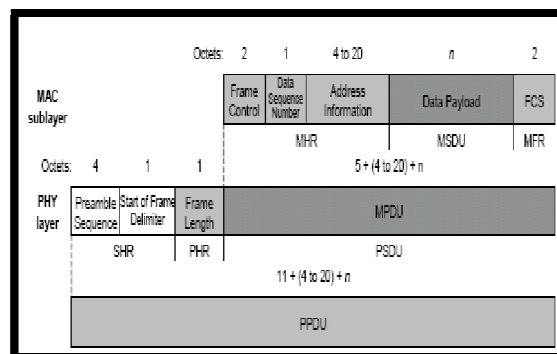 Octets: 2 1 4 to 20 n 2
MAC sublayer
Frame Control
Data Sequence Number
Address Information
Data Payload
FCS
MHR MSDU MFR
Octets: 4 1 1 5 + (4 to 20) + n
PHY layer
Preamble Sequence
Start of Frame Delimiter
Frame Length
MPDU
SHR PHR PSDU
11 + (4 to 20) + n
PPDU